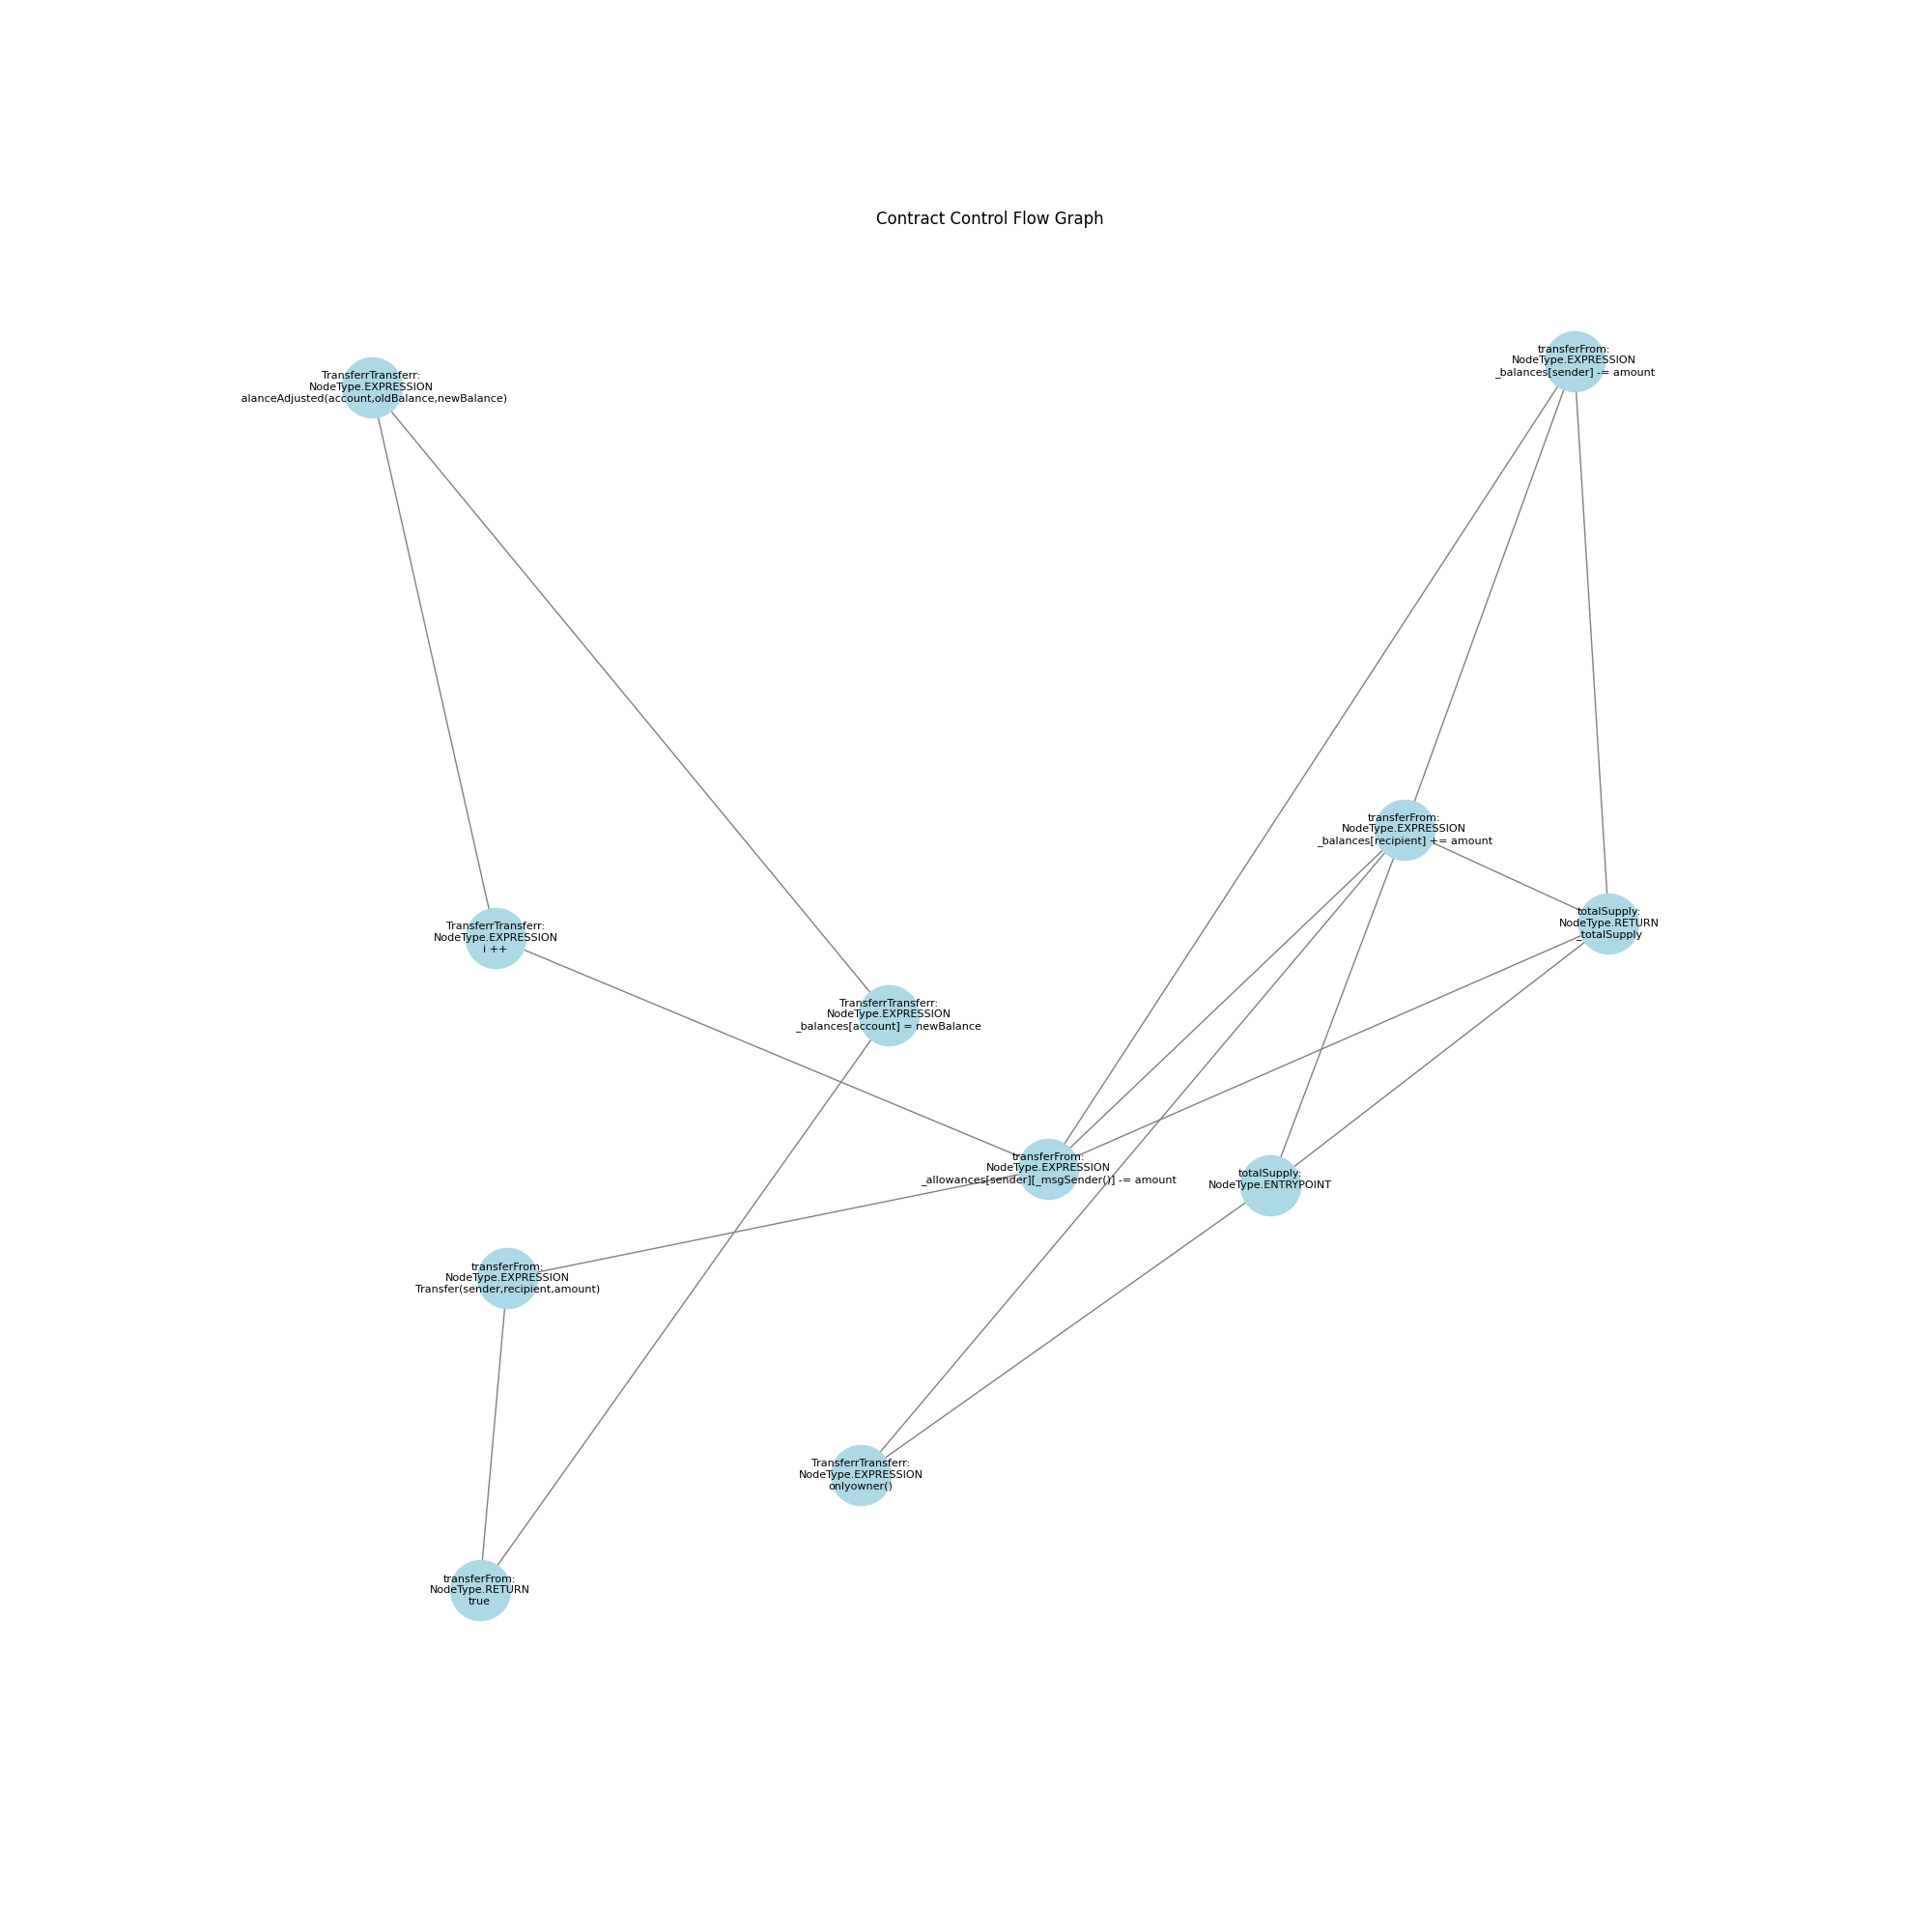 Contract Control Flow Graph
transferFrom:
NodeType.EXPRESSION
_balances[sender] -= amount
TransferrTransferr:
NodeType.EXPRESSION
alanceAdjusted(account,oldBalance,newBalance)
transferFrom:
NodeType.EXPRESSION
_balances[recipient] += amount
totalSupply:
NodeType.RETURN
_totalSupply
TransferrTransferr:
NodeType.EXPRESSION
i ++
TransferrTransferr:
NodeType.EXPRESSION
_balances[account] = newBalance
transferFrom:
NodeType.EXPRESSION
_allowances[sender][_msgSender()] -= amount
totalSupply:
NodeType.ENTRYPOINT
transferFrom:
NodeType.EXPRESSION
Transfer(sender,recipient,amount)
TransferrTransferr:
NodeType.EXPRESSION
onlyowner()
transferFrom:
NodeType.RETURN
true